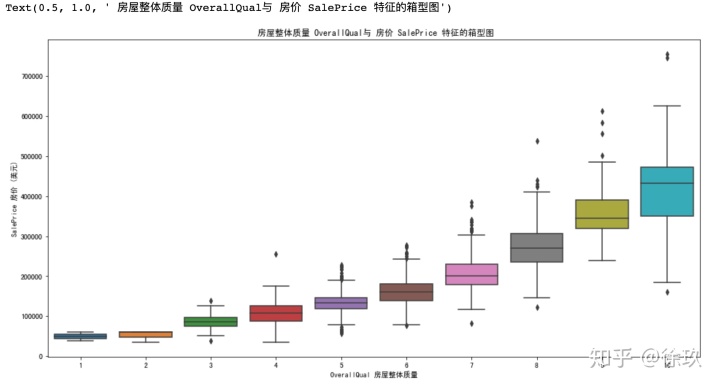 Text(0.5, 1.0, ' 房屋整体质量 OverallQual与 房价 SalePrice 特征的箱型图')
房屋整体质量 OverallQual与 房价 SalePrice 特征的箱型图
SalePrice 房价 (美元)
700000
600000
500000
400000
300000
200000
100000
0
1 2 3 4 5 6 7 8
OverallQual 房屋整体质量
知乎 @徐玖